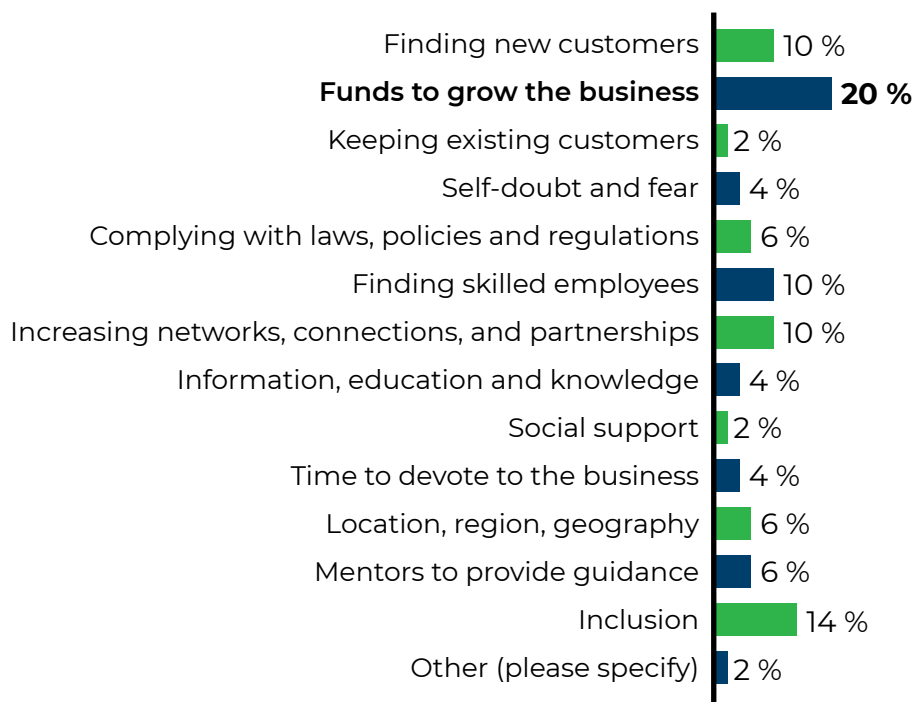 Finding new customers 10 %
Funds to grow the business 20 %
Keeping existing customers 2 %
Self-doubt and fear 4 %
Complying with laws, policies and regulations 6 %
Finding skilled employees 10 %
Increasing networks, connections, and partnerships 10 %
Information, education and knowledge 4 %
Social support 2 %
Time to devote to the business 4 %
Location, region, geography 6 %
Mentors to provide guidance 6 %
Inclusion 14 %
Other (please specify) 2 %